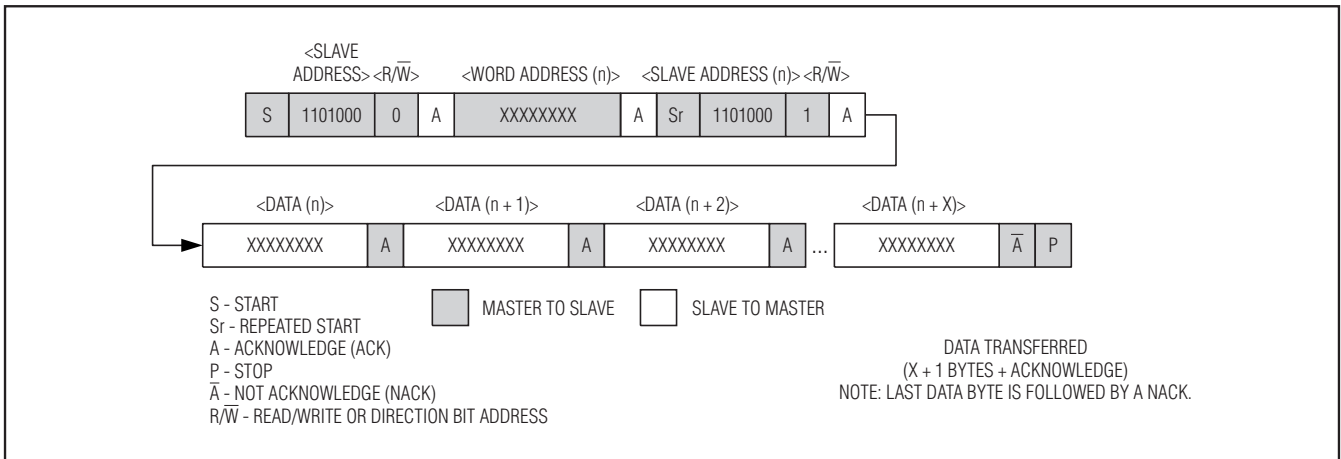 <SLAVE
ADDRESS> <R/W̅> <WORD ADDRESS (n)> <SLAVE ADDRESS (n)> <R/W̅>
S 1101000 0 A XXXXXXXX A Sr 1101000 1 A
<DATA (n)> <DATA (n + 1)> <DATA (n + 2)> <DATA (n + X)>
XXXXXXXX A XXXXXXXX A XXXXXXXX A ... XXXXXXXX A̅ P
S - START
Sr - REPEATED START
A - ACKNOWLEDGE (ACK)
P - STOP
A̅ - NOT ACKNOWLEDGE (NACK)
R/W̅ - READ/WRITE OR DIRECTION BIT ADDRESS
MASTER TO SLAVE SLAVE TO MASTER
DATA TRANSFERRED
(X + 1 BYTES + ACKNOWLEDGE)
NOTE: LAST DATA BYTE IS FOLLOWED BY A NACK.